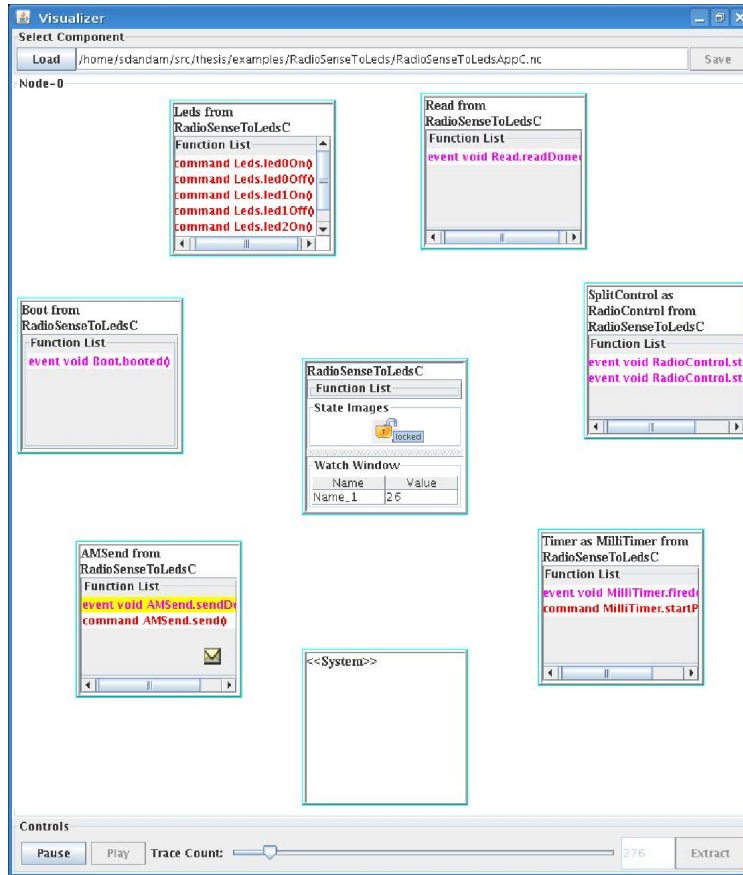 Visualizer
Select Component
Load /home/sdandam/src/thesis/examples/RadioSenseToLeds/RadioSenseToLedsAppC.nc Save
Node-0
Leds from
RadioSenseToLedsC
Function List
command Leds.led0On()
command Leds.led0Off()
command Leds.led1On()
command Leds.led1Off()
command Leds.led2On()
Read from
RadioSenseToLedsC
Function List
event void Read.readDone(
Boot from
RadioSenseToLedsC
Function List
event void Boot.booted()
SplitControl as
RadioControl from
RadioSenseToLedsC
Function List
event void RadioControl.st
event void RadioControl.st
RadioSenseToLedsC
Function List
State Images
locked
Watch Window
Name Value
Name_1 26
AMSend from
RadioSenseToLedsC
Function List
event void AMSend.sendDo
command AMSend.send()
Timer as MilliTimer from
RadioSenseToLedsC
Function List
event void MilliTimer.fired(
command MilliTimer.startP
<<System>>
Controls
Pause Play Trace Count: 276 Extract